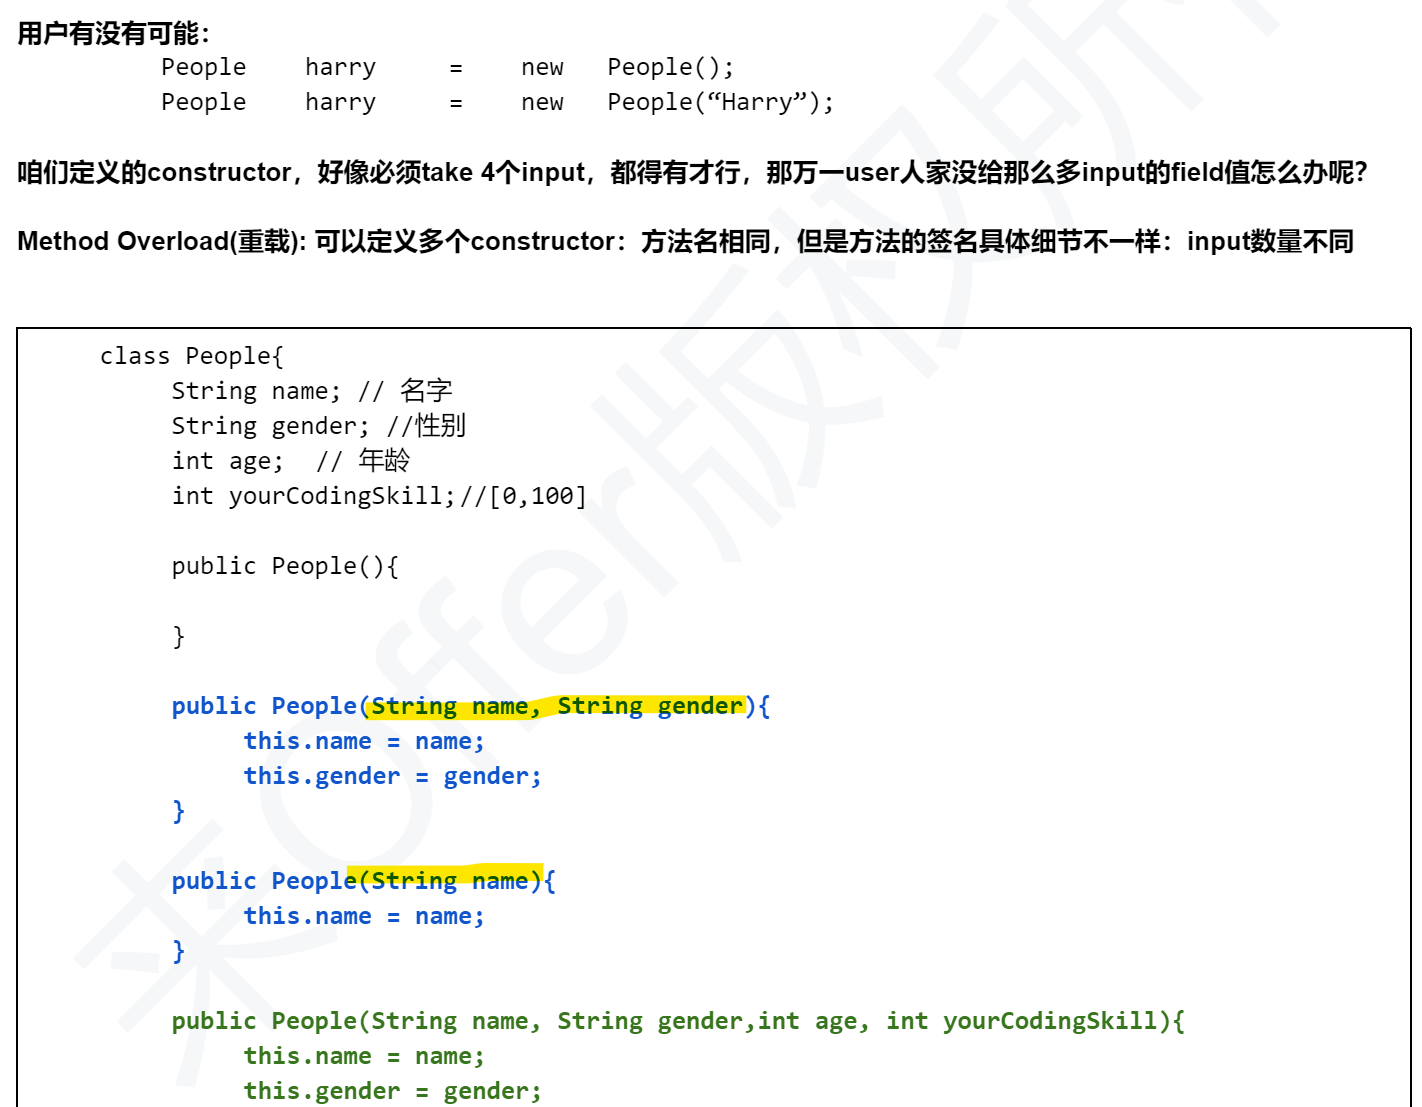 用户有没有可能：
People harry = new People();
People harry = new People(“Harry”);
咱们定义的constructor，好像必须take 4个input，都得有才行，那万一user人家没给那么多input的field值怎么办呢？
Method Overload(重载): 可以定义多个constructor：方法名相同，但是方法的签名具体细节不一样：input数量不同
class People{
String name; // 名字
String gender; //性别
int age; // 年龄
int yourCodingSkill;//[0,100]
public People(){
}
public People(String name, String gender){
this.name = name;
this.gender = gender;
}
public People(String name){
this.name = name;
}
public People(String name, String gender,int age, int yourCodingSkill){
this.name = name;
this.gender = gender;
来Offer版权所